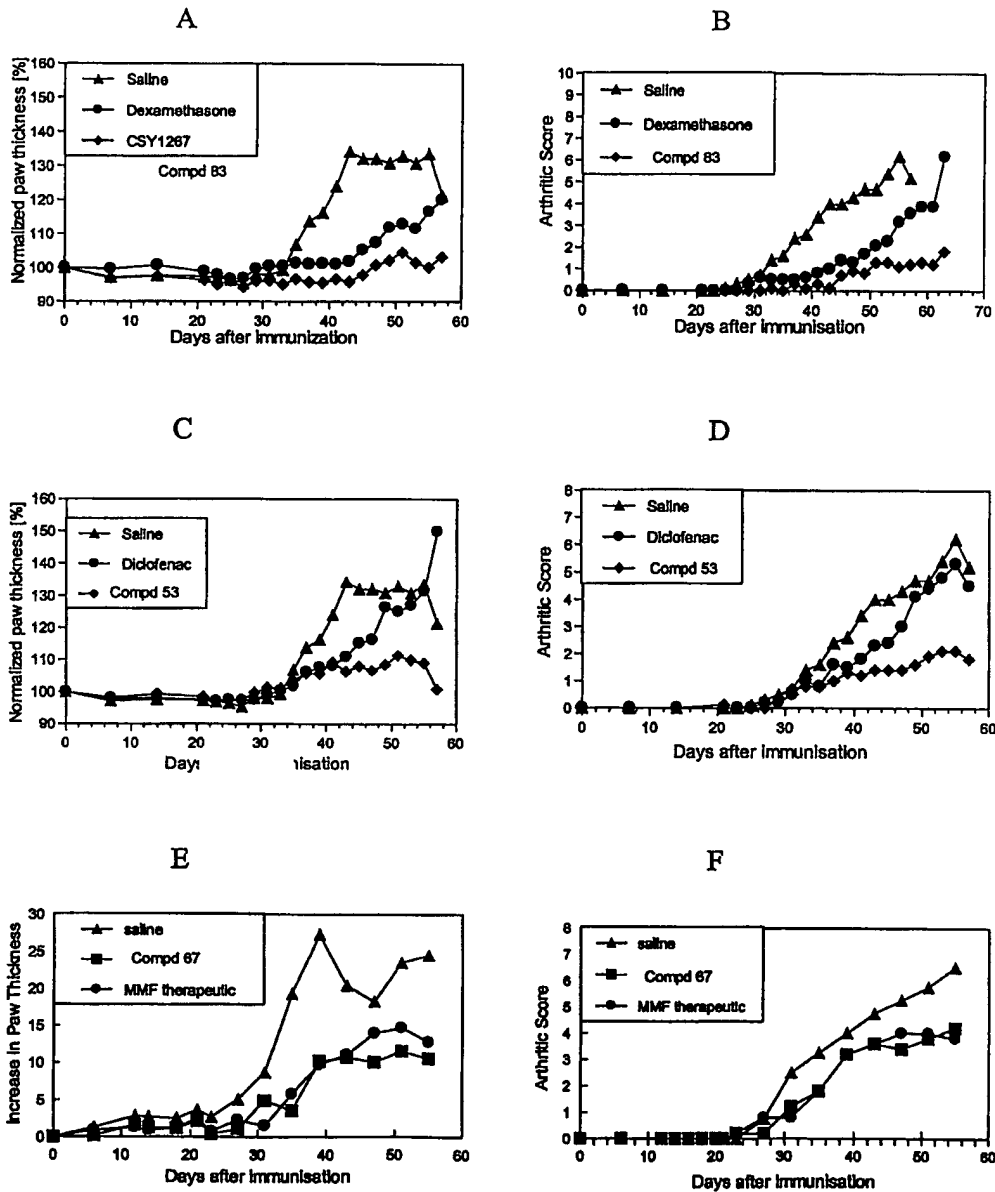 A
Normalized paw thickness [%]
160
150
140
130
120
110
100
90
Saline
Dexamethasone
CSY1267
Compd 83
0 10 20 30 40 50 60
Days after immunization
B
Arthritic Score
10
9
8
7
6
5
4
3
2
1
0
Saline
Dexamethasone
Compd 83
0 10 20 30 40 50 60 70
Days after immunisation
C
Normalized paw thickness [%]
160
150
140
130
120
110
100
90
Saline
Diclofenac
Compd 53
0 10 20 30 40 50 60
Days nisation
D
Arthritic Score
8
7
6
5
4
3
2
1
0
Saline
Diclofenac
Compd 53
0 10 20 30 40 50 60
Days after immunisation
E
Increase in Paw Thickness
30
25
20
15
10
5
0
saline
Compd 67
MMF therapeutic
0 10 20 30 40 50 60
Days after immunisation
F
Arthritic Score
8
7
6
5
4
3
2
1
0
saline
Compd 67
MMF therapeutic
0 10 20 30 40 50 60
Days after immunisation